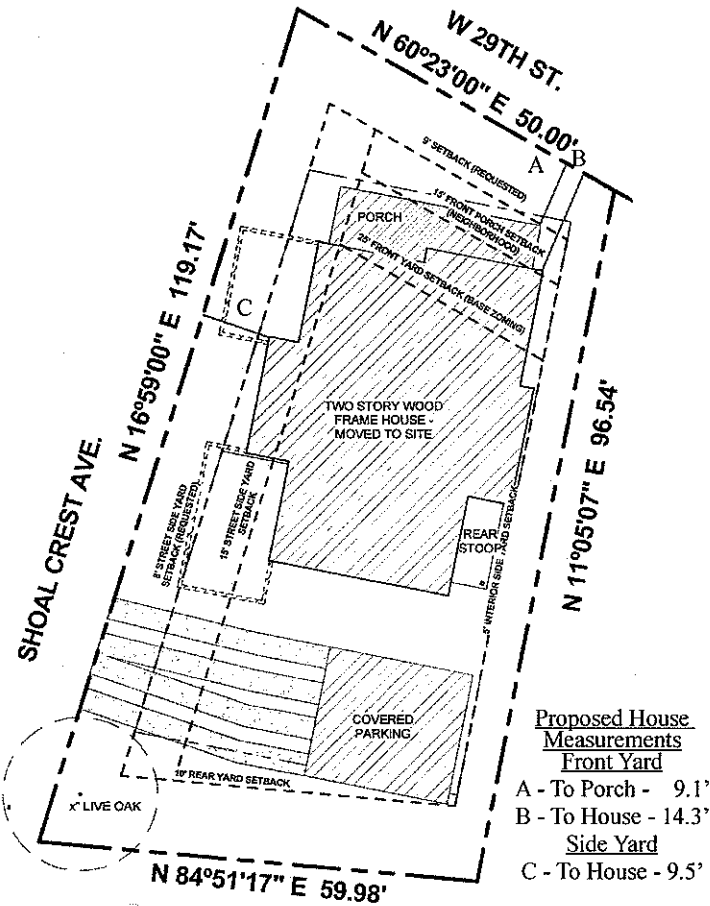 W 29TH ST.
N 60°23'00" E 50.00'
A
B
9' SETBACK (REQUESTED)
15' FRONT PORCH SETBACK
(NEIGHBORHOOD)
PORCH
25' FRONT YARD SETBACK (BASE ZONING)
C
N 16°59'00" E 119.17'
SHOAL CREST AVE.
TWO STORY WOOD
FRAME HOUSE -
MOVED TO SITE
N 11°05'07" E 96.54'
8' STREET SIDE YARD
SETBACK (REQUESTED)
15' STREET SIDE YARD
SETBACK
REAR
STOOP
5' INTERIOR SIDE YARD SETBACK
COVERED
PARKING
10' REAR YARD SETBACK
x" LIVE OAK
N 84°51'17" E 59.98'
Proposed House
Measurements
Front Yard
A - To Porch - 9.1'
B - To House - 14.3'
Side Yard
C - To House - 9.5'